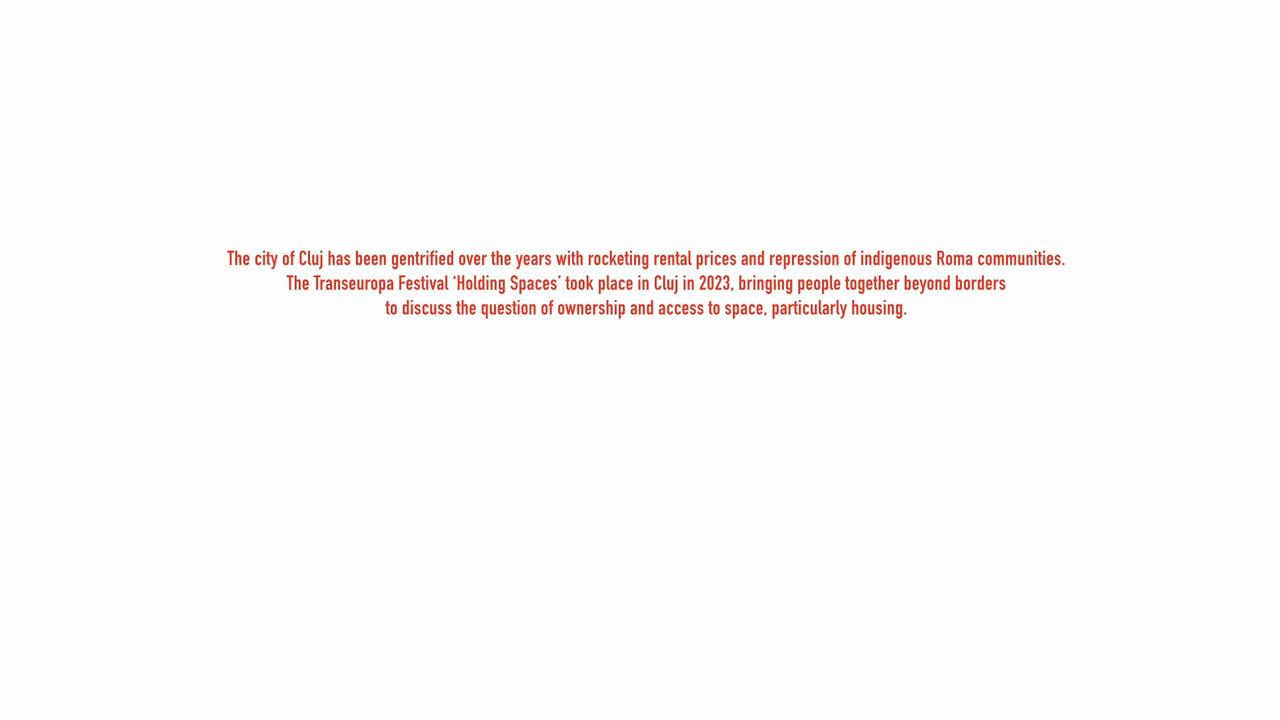 The city of Cluj has been gentrified over the years with rocketing rental prices and repression of indigenous Roma communities.
The Transeuropa Festival ‘Holding Spaces’ took place in Cluj in 2023, bringing people together beyond borders
to discuss the question of ownership and access to space, particularly housing.